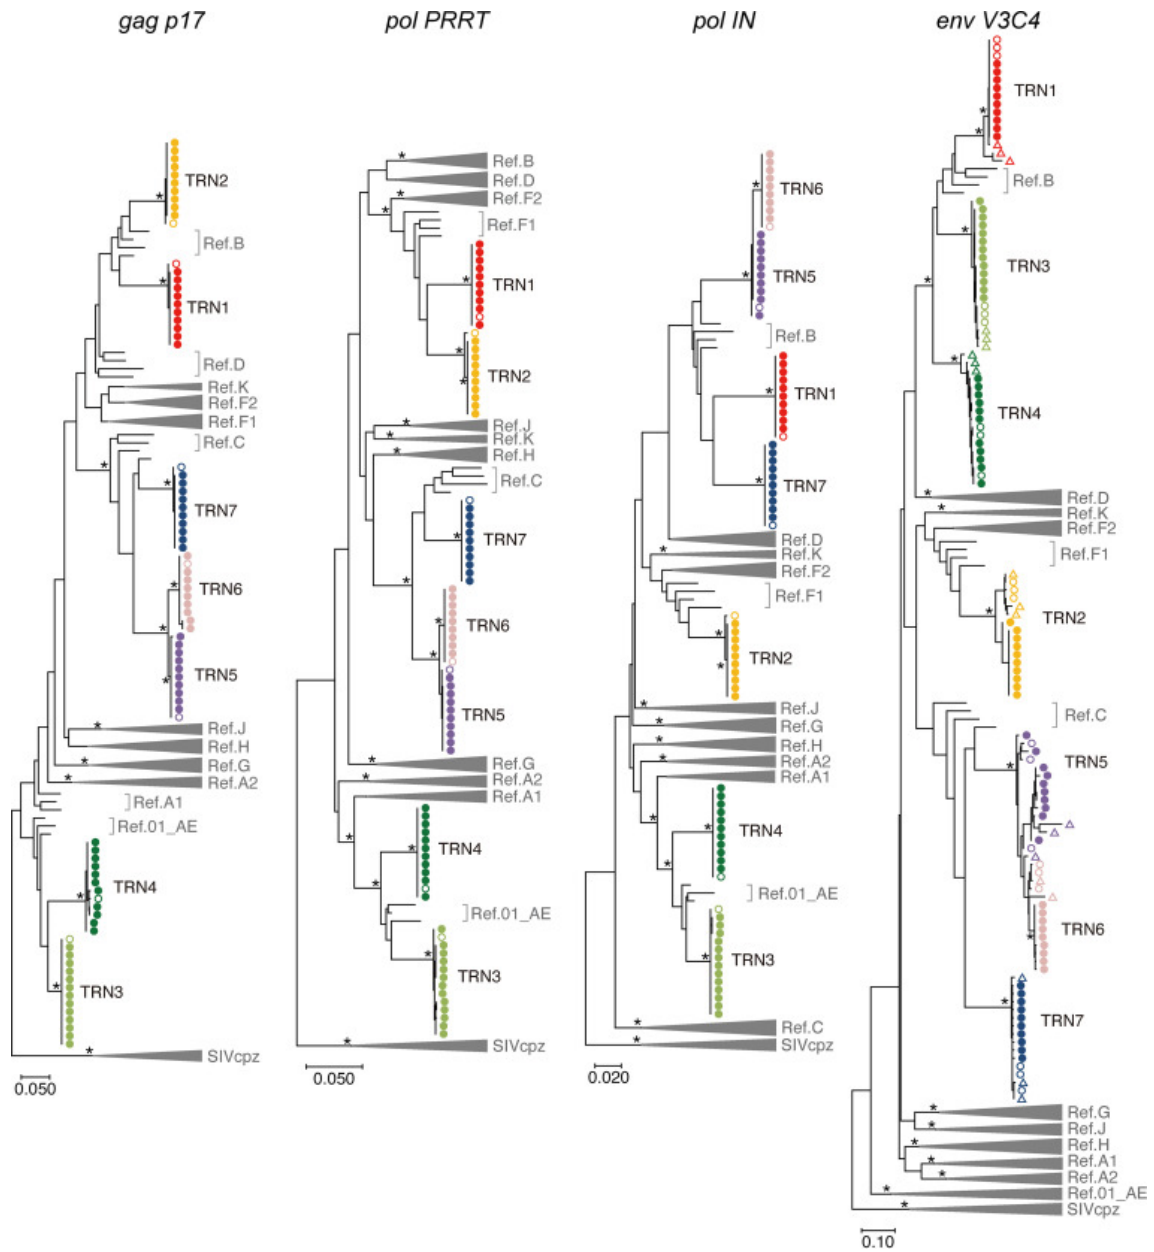 gag p17
pol PRRT
pol IN
env V3C4
TRN2
Ref.B
TRN1
Ref.D
Ref.K
Ref.F2
Ref.F1
Ref.C
TRN7
TRN6
TRN5
Ref.J
Ref.H
Ref.G
Ref.A2
Ref.A1
Ref.01_AE
TRN4
TRN3
SIVcpz
0.050
Ref.B
Ref.D
Ref.F2
Ref.F1
TRN1
TRN2
Ref.J
Ref.K
Ref.H
Ref.C
TRN7
TRN6
TRN5
Ref.G
Ref.A2
Ref.A1
TRN4
Ref.01_AE
TRN3
SIVcpz
0.050
TRN6
TRN5
Ref.B
TRN1
TRN7
Ref.D
Ref.K
Ref.F2
Ref.F1
TRN2
Ref.J
Ref.G
Ref.H
Ref.A2
Ref.A1
TRN4
Ref.01_AE
TRN3
Ref.C
SIVcpz
0.020
TRN1
Ref.B
TRN3
TRN4
Ref.D
Ref.K
Ref.F2
Ref.F1
TRN2
Ref.C
TRN5
TRN6
TRN7
Ref.G
Ref.J
Ref.H
Ref.A1
Ref.A2
Ref.01_AE
SIVcpz
0.10